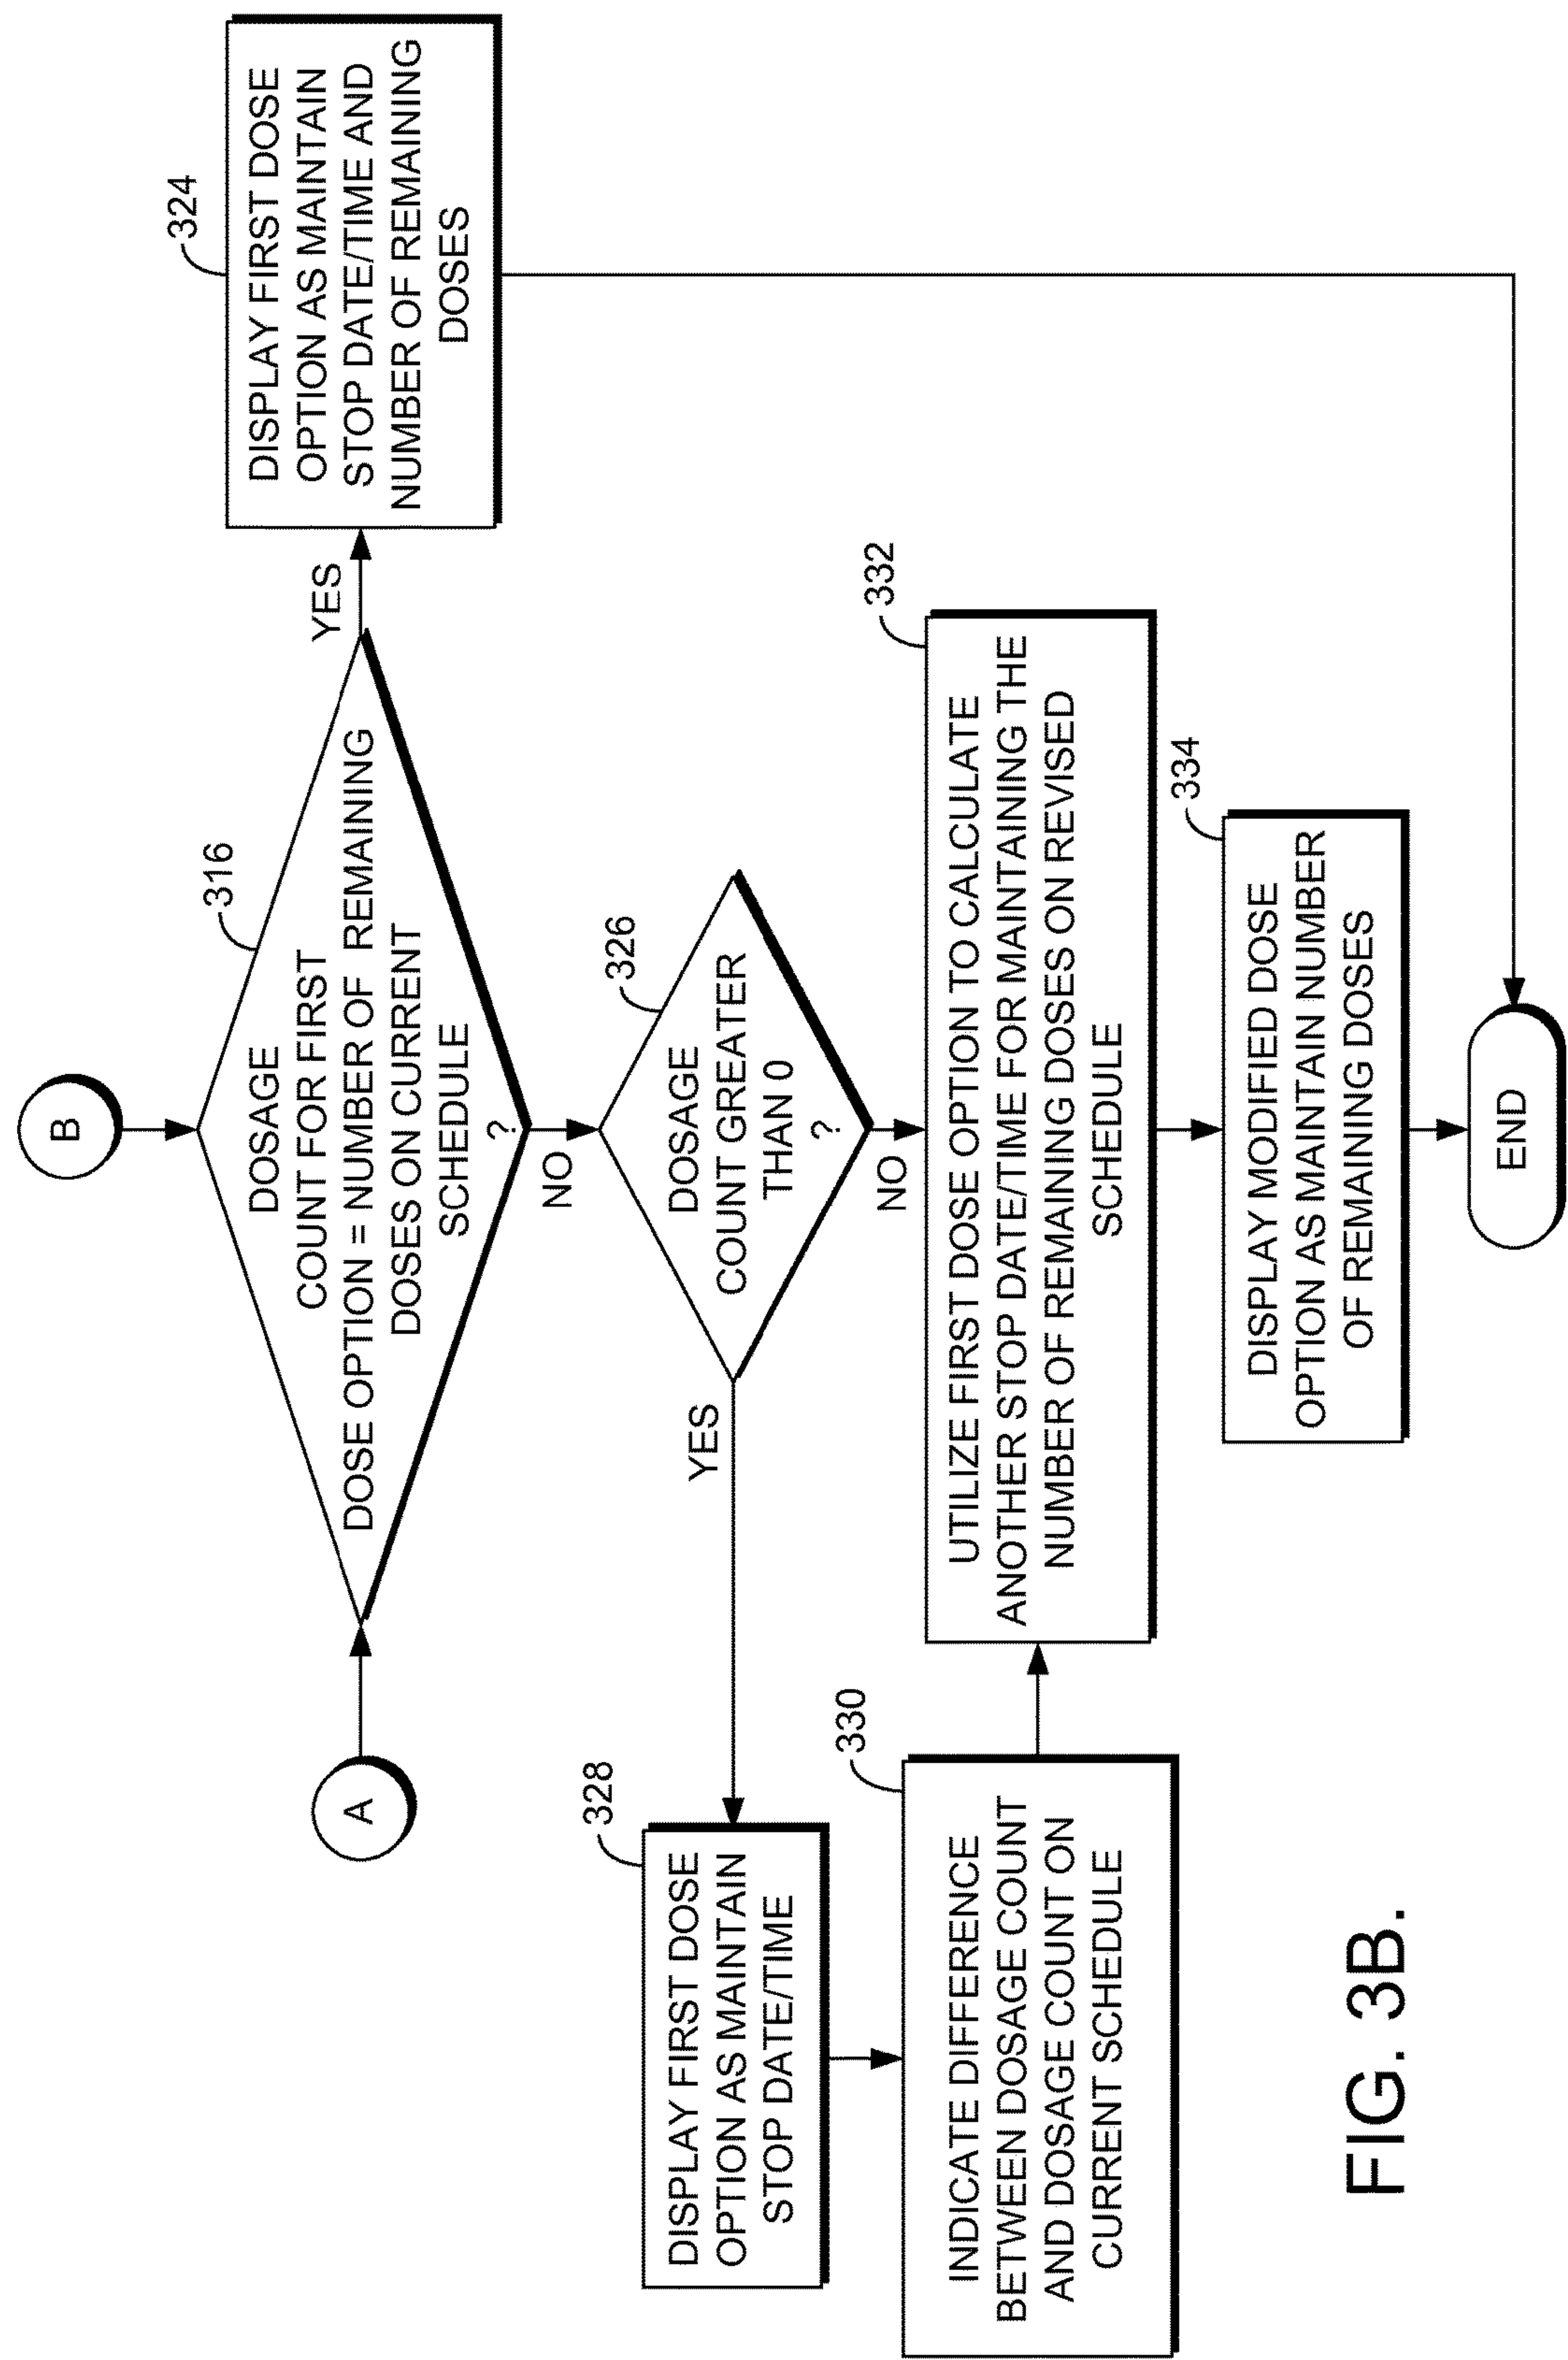 B
316
DOSAGE
COUNT FOR FIRST
DOSE OPTION = NUMBER OF REMAINING
DOSES ON CURRENT
SCHEDULE
?
A
YES
324
DISPLAY FIRST DOSE
OPTION AS MAINTAIN
STOP DATE/TIME AND
NUMBER OF REMAINING
DOSES
NO
326
DOSAGE
COUNT GREATER
THAN 0
?
YES
328
DISPLAY FIRST DOSE
OPTION AS MAINTAIN
STOP DATE/TIME
330
INDICATE DIFFERENCE
BETWEEN DOSAGE COUNT
AND DOSAGE COUNT ON
CURRENT SCHEDULE
NO
332
UTILIZE FIRST DOSE OPTION TO CALCULATE
ANOTHER STOP DATE/TIME FOR MAINTAINING THE
NUMBER OF REMAINING DOSES ON REVISED
SCHEDULE
334
DISPLAY MODIFIED DOSE
OPTION AS MAINTAIN NUMBER
OF REMAINING DOSES
END
FIG. 3B.